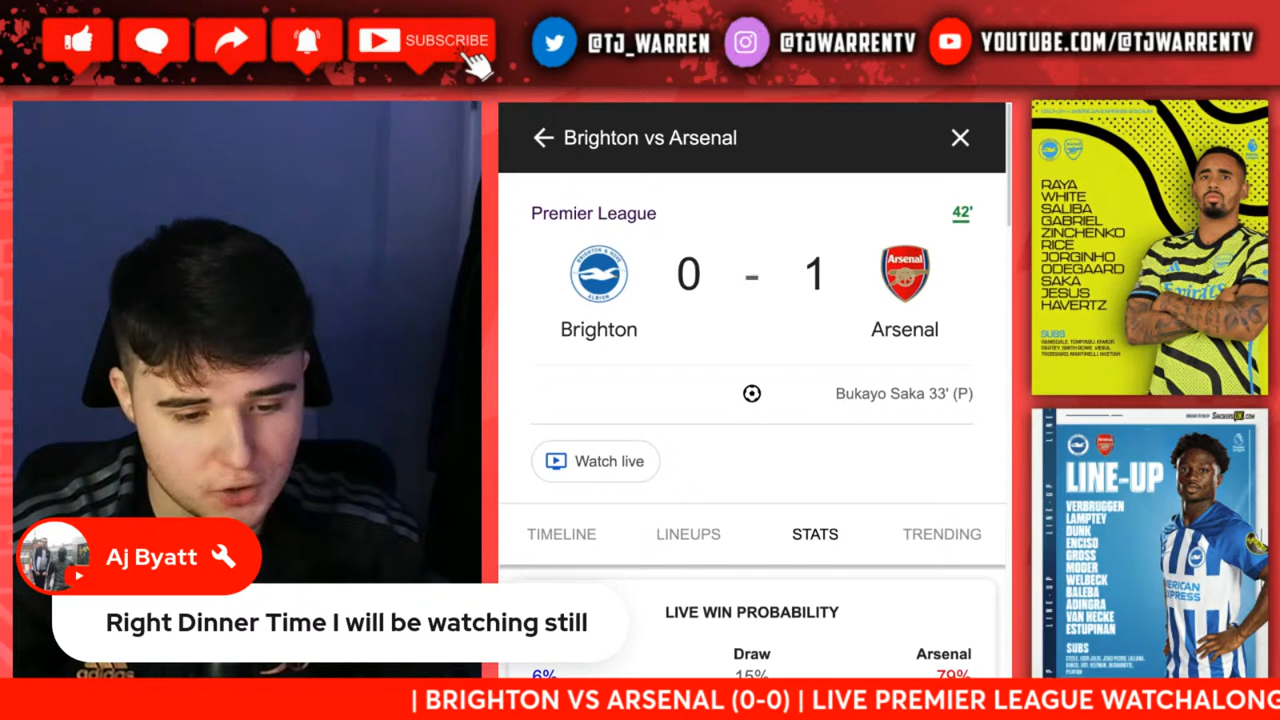 SUBSCRIBE
@TJ_WARREN
@TJWARRENTV
YOUTUBE.COM/@TJWARRENTV
Brighton vs Arsenal
Premier League
42'
0 - 1
Arsenal
Brighton
Arsenal
Bukayo Saka 33' (P)
Watch live
TIMELINE
LINEUPS
STATS
TRENDING
LIVE WIN PROBABILITY
Draw
Arsenal
6%
15%
79%
RAYA
WHITE
SALIBA
GABRIEL
ZINCHENKO
RICE
JORGINHO
ODEGAARD
SAKA
JESUS
HAVERTZ
SUBS
LINE-UP
VERBRUGGEN
LAMPTEY
DUNK
ENCISO
GROSS
MODER
WELBECK
BALEBA
ADINGRA
VAN HECKE
ESTUPINAN
SUBS
Aj Byatt
Right Dinner Time I will be watching still
adidas
| BRIGHTON VS ARSENAL (0-0) | LIVE PREMIER LEAGUE WATCHALONG